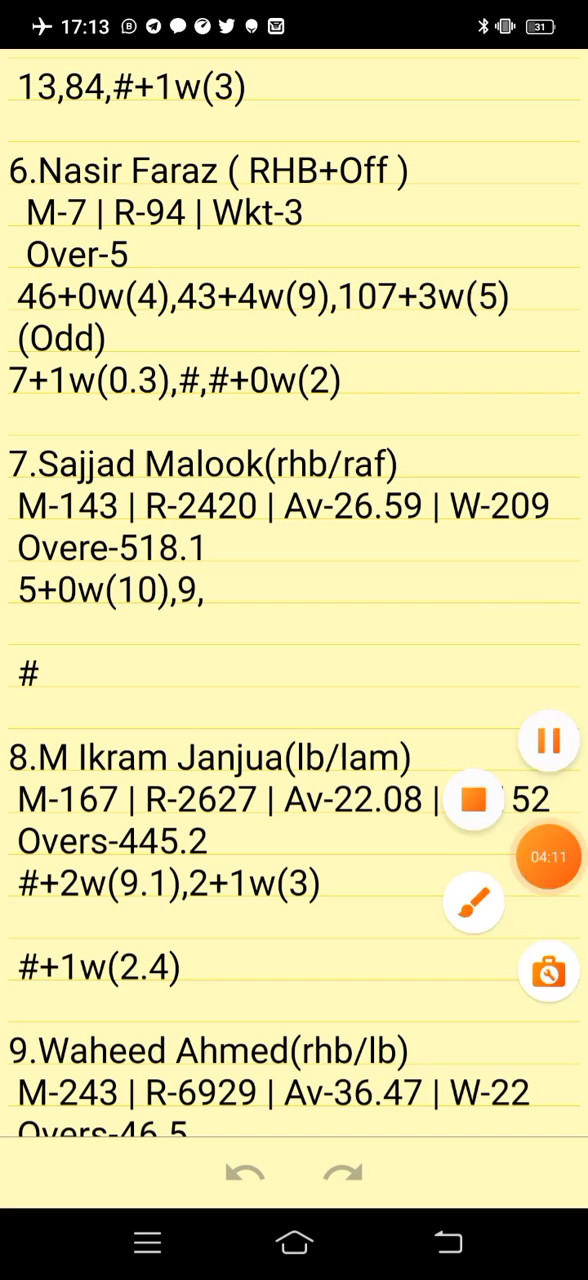 17:13 31
13,84,#+1w(3)
6.Nasir Faraz ( RHB+Off )
M-7 | R-94 | Wkt-3
Over-5
46+0w(4),43+4w(9),107+3w(5)
(Odd)
7+1w(0.3),#,#+0w(2)
7.Sajjad Malook(rhb/raf)
M-143 | R-2420 | Av-26.59 | W-209
Overe-518.1
5+0w(10),9,
#
8.M Ikram Janjua(lb/lam)
M-167 | R-2627 | Av-22.08 | 52
Overs-445.2
04:11
#+2w(9.1),2+1w(3)
#+1w(2.4)
9.Waheed Ahmed(rhb/lb)
M-243 | R-6929 | Av-36.47 | W-22
Overs-46.5